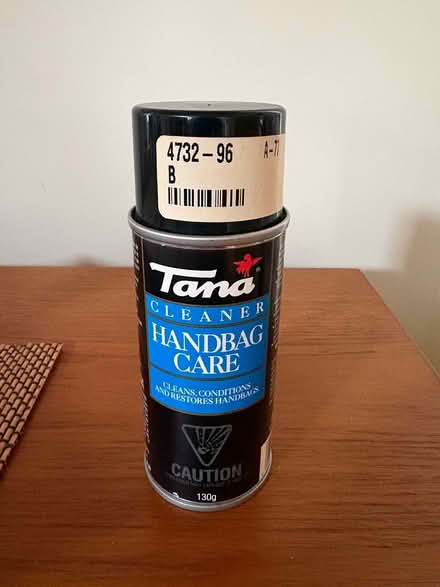 4732-96 A-77
B
Tana®
CLEANER
HANDBAG
CARE
CLEANS, CONDITIONS
AND RESTORES HANDBAGS.
CAUTION
130g